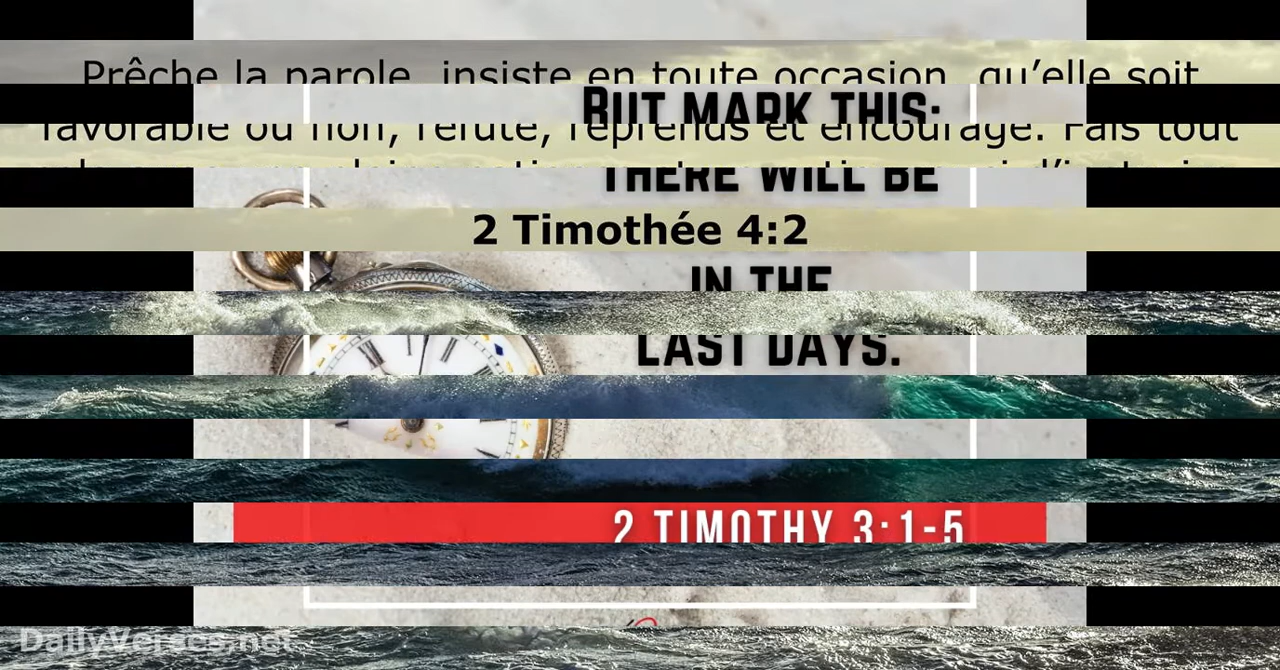 Prêche la parole, insiste en toute occasion, qu'elle soit
BUT MARK THIS:
favorable ou non, réfute, reprends et encourage. Fais tout
THERE WILL BE
2 Timothée 4:2
IN THE
LAST DAYS.
2 TIMOTHY 3:1-5
DailyVerses.net